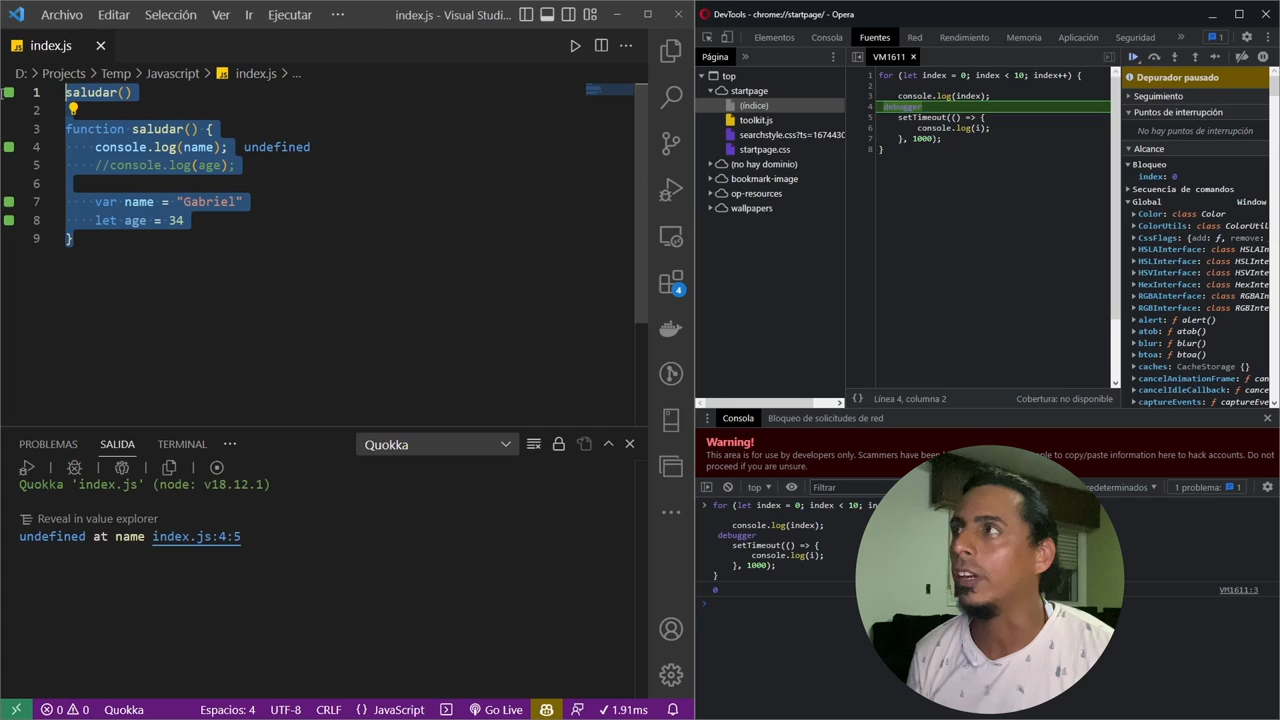 Archivo Editar Selección Ver Ir Ejecutar ··· index.js - Visual Studi...
index.js
D: > Projects > Temp > Javascript > index.js > ...
1 saludar()
2
3 function saludar() {
4 console.log(name); undefined
5 //console.log(age);
6
7 var name = "Gabriel"
8 let age = 34
9 }
4
PROBLEMAS SALIDA TERMINAL ···
Quokka
Quokka 'index.js' (node: v18.12.1)
Reveal in value explorer
undefined at name index.js:4:5
0 0 Quokka Espacios: 4 UTF-8 CRLF {} JavaScript Go Live ✓ 1.91ms
DevTools - chrome://startpage/ - Opera
Elementos Consola Fuentes Red Rendimiento Memoria Aplicación Seguridad » 1
Página »
VM1611
top
startpage
(índice)
toolkit.js
searchstyle.css?ts=1674430
startpage.css
(no hay dominio)
bookmark-image
op-resources
wallpapers
1 for (let index = 0; index < 10; index++) {
2
3 console.log(index);
4 debugger
5 setTimeout(() => {
6 console.log(i);
7 }, 1000);
8 }
{} Línea 4, columna 2 Cobertura: no disponible
Depurador pausado
Seguimiento
Puntos de interrupción
No hay puntos de interrupción
Alcance
Bloqueo
index: 0
Secuencia de comandos
Global Window
Color: class Color
ColorUtils: class ColorUtil
CssFlags: {add: ƒ, remove:
HSLAInterface: class HSLAI
HSLInterface: class HSLInte
HSVInterface: class HSVInte
HexInterface: class HexInte
RGBAInterface: class RGBAI
RGBInterface: class RGBInte
alert: ƒ alert()
atob: ƒ atob()
blur: ƒ blur()
btoa: ƒ btoa()
caches: CacheStorage {}
cancelAnimationFrame: ƒ can
cancelIdleCallback: ƒ cance
captureEvents: ƒ captureEve
Consola Bloqueo de solicitudes de red
Warning!
This area is for use by developers only. Scammers have been to copy/paste information here to hack accounts. Do not
proceed if you are unsure.
top Filtrar 1 problema: 1
for (let index = 0; index < 10; in
console.log(index);
debugger
setTimeout(() => {
console.log(i);
}, 1000);
}
0 VM1611:3